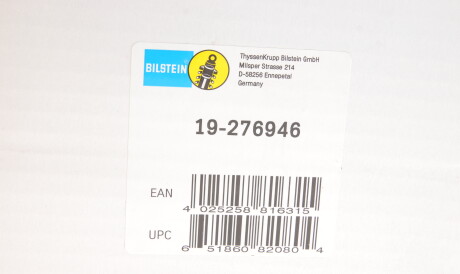 BILSTEIN
ThyssenKrupp Bilstein GmbH
Milsper Strasse 214
D-58256 Ennepetal
Germany
19-276946
EAN
4 025258 816315
UPC
6 51860 82080 4